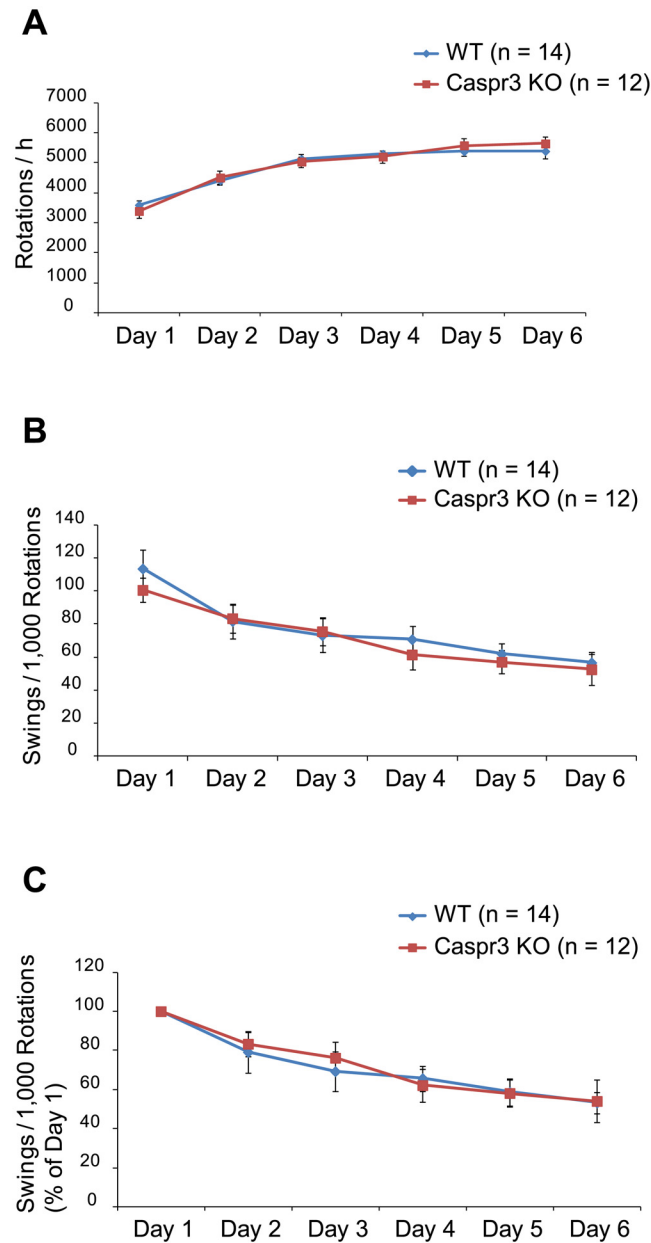 A
WT (n = 14)
Caspr3 KO (n = 12)
7000
6000
5000
4000
3000
2000
1000
0
Rotations / h
Day 1 Day 2 Day 3 Day 4 Day 5 Day 6
B
WT (n = 14)
Caspr3 KO (n = 12)
140
120
100
80
60
40
20
0
Swings / 1,000 Rotations
Day 1 Day 2 Day 3 Day 4 Day 5 Day 6
C
WT (n = 14)
Caspr3 KO (n = 12)
120
100
80
60
40
20
0
Swings / 1,000 Rotations
(% of Day 1)
Day 1 Day 2 Day 3 Day 4 Day 5 Day 6